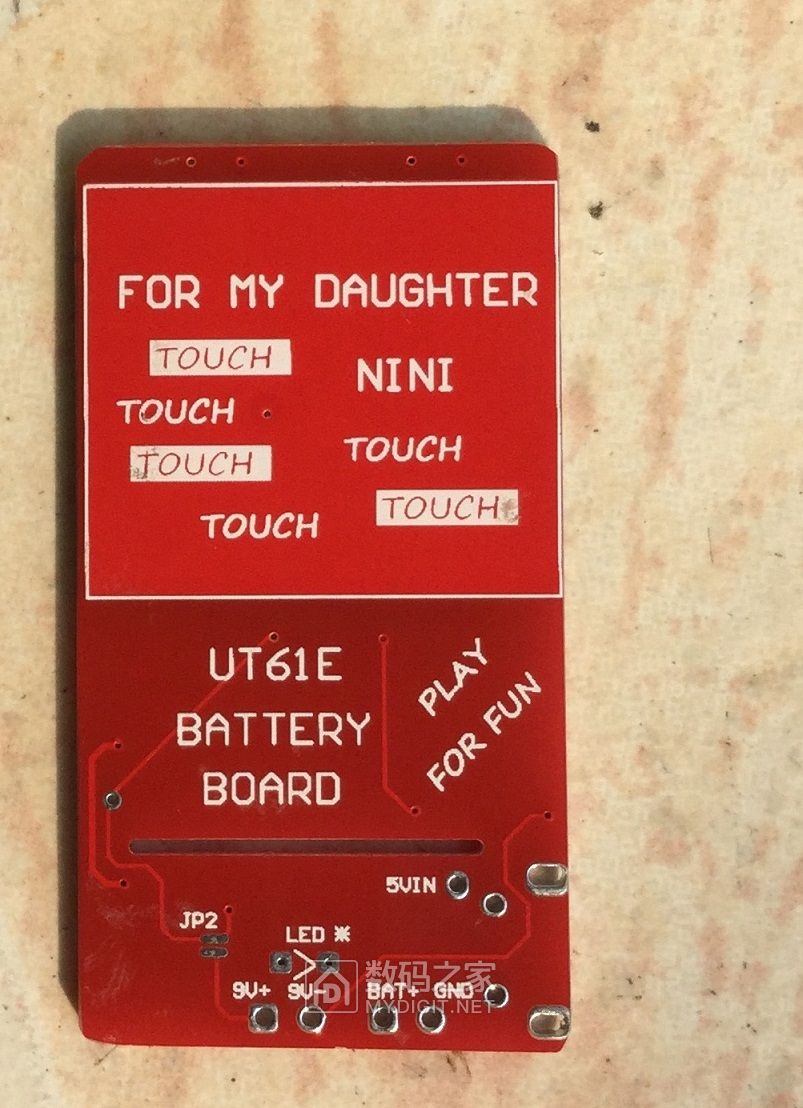 FOR MY DAUGHTER
TOUCH
NINI
TOUCH
TOUCH
TOUCH
TOUCH
TOUCH
UT61E
BATTERY
BOARD
PLAY
FOR FUN
5VIN
JP2
LED
9V+ 9V- BAT+ GND
数码之家
MYDIGIT.NET